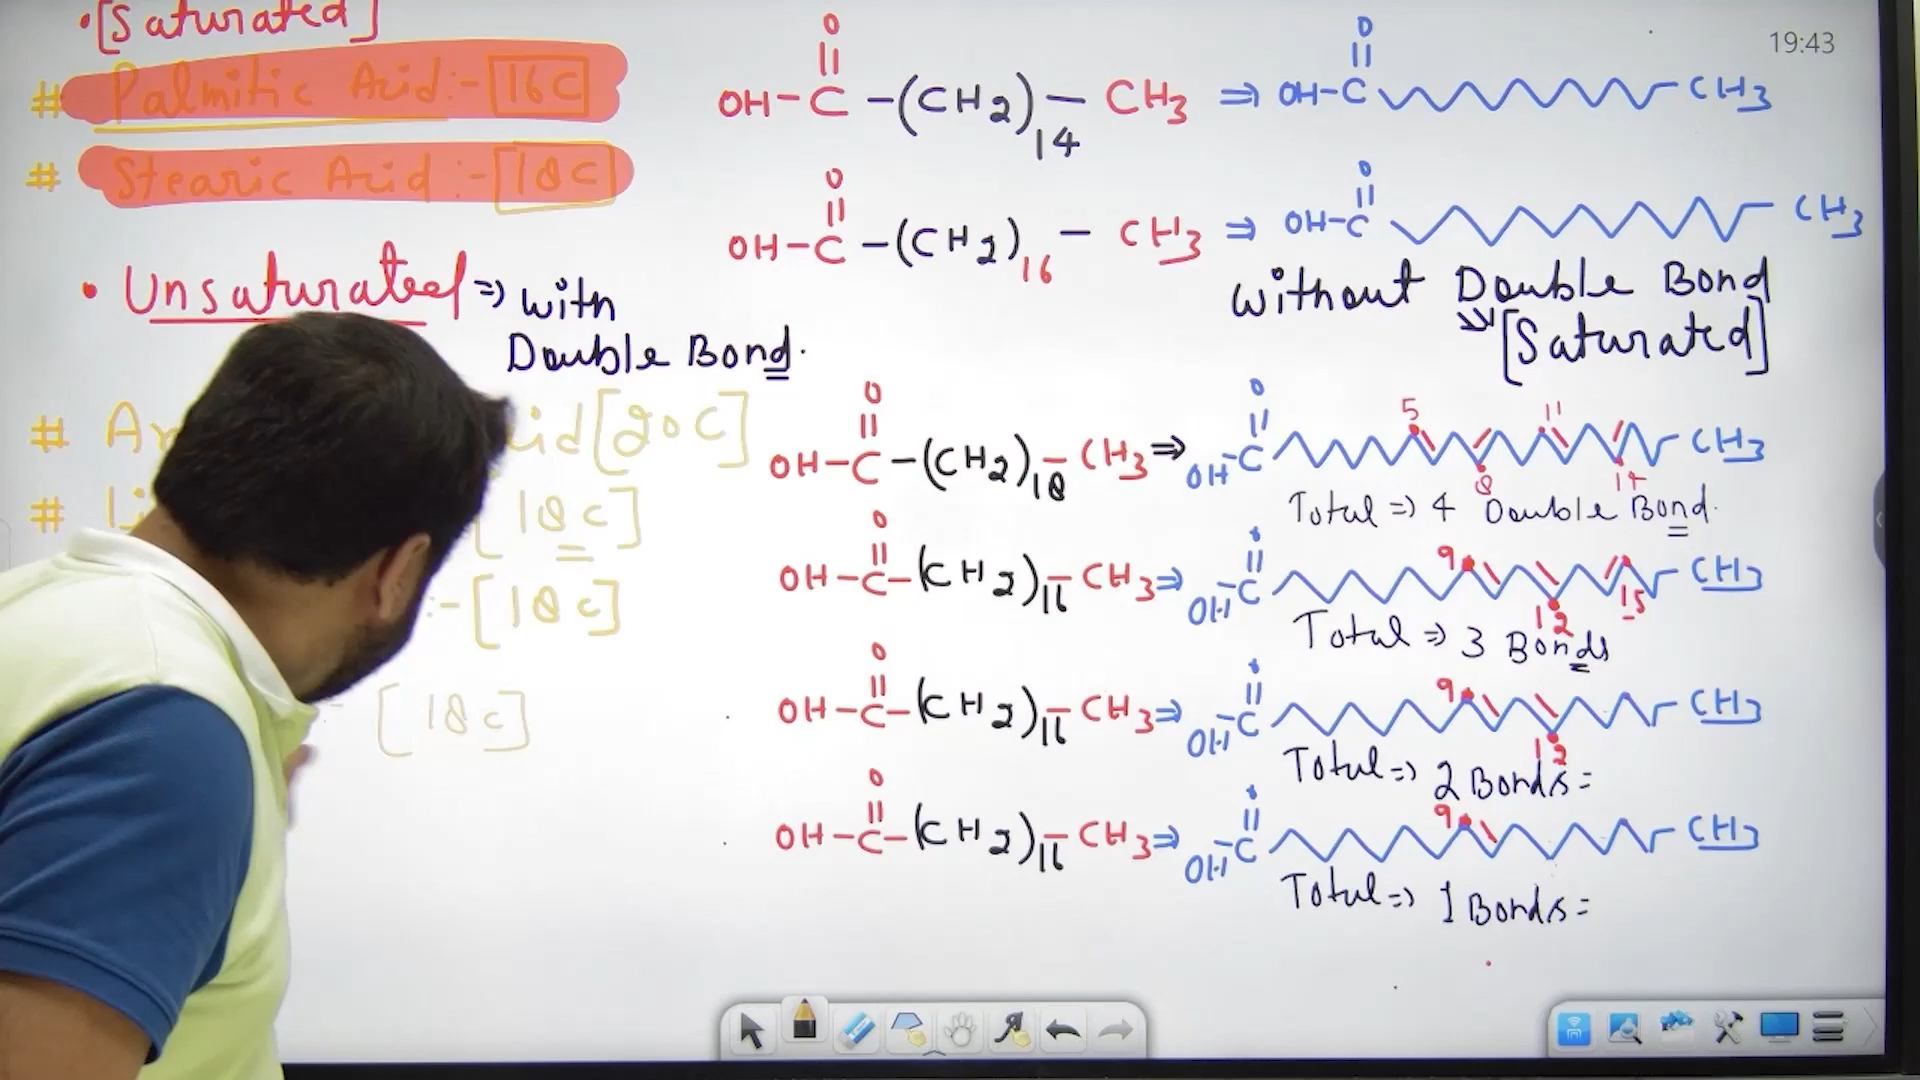 •[Saturated]
# Palmitic Acid:- [16C]
# Stearic Acid:- [18C]
• Unsaturated ⇒ with
Double Bond.
[20C]
[18C]
:-[18C]
[18C]
19:43
O
OH-C-(CH2)14-CH3 ⇒ OH-C CH3
O
O
OH-C-(CH2)16-CH3 ⇒ OH-C CH3
O
without Double Bond
[Saturated]
O
OH-C-(CH2)18-CH3 ⇒ OH-C CH3
O
5 8 11 14
Total ⇒ 4 Double Bond.
O
OH-C-(CH2)16-CH3 ⇒ OH-C CH3
9 12 15
Total ⇒ 3 Bonds
O
OH-C-(CH2)16-CH3 ⇒ OH-C CH3
9 12
Total ⇒ 2 Bonds=
O
OH-C-(CH2)16-CH3 ⇒ OH-C CH3
9
Total ⇒ 1 Bonds=